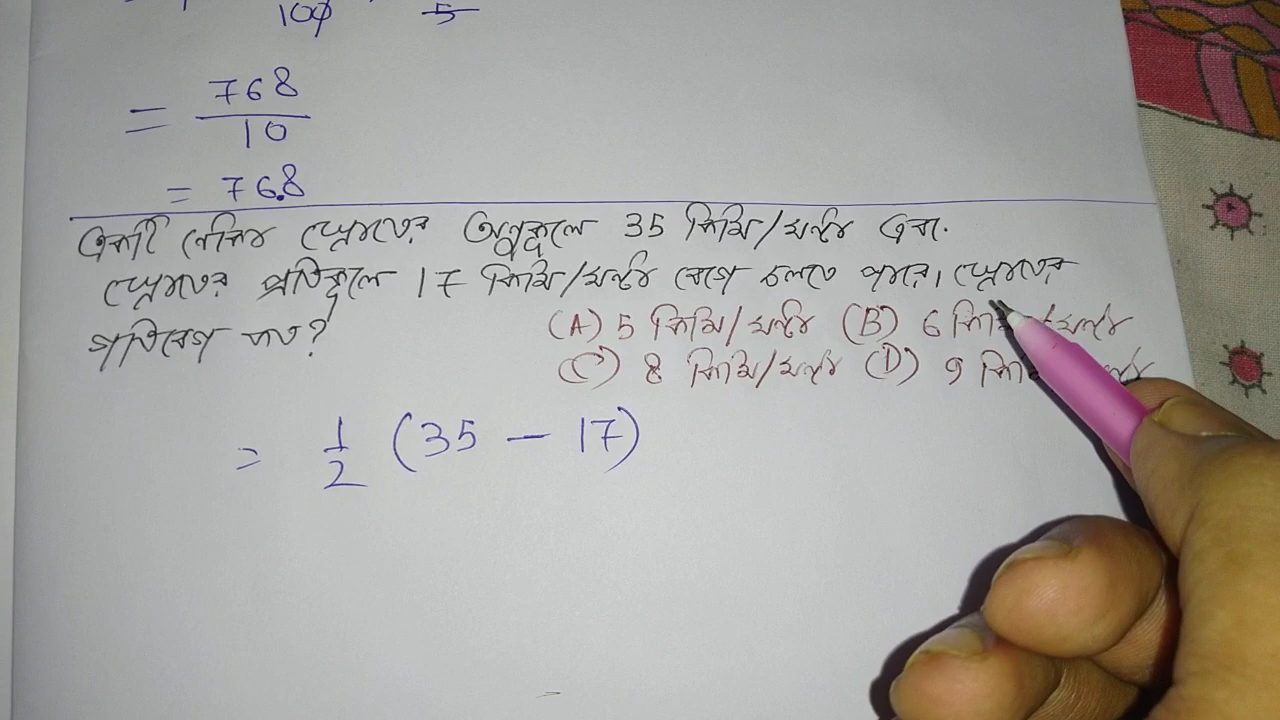 100 5
= 768
10
= 76.8
একটি নৌকার স্রোতের অনুকূলে 35 কিমি/ঘন্টায় এবং
স্রোতের প্রতিকূলে 17 কিমি/ঘন্টায় বেগে চলতে পারে। স্রোতের
গতিবেগ কত?
(A) 5 কিমি/ঘন্টায় (B) 6 কিমি/ঘন্টায়
(C) 8 কিমি/ঘন্টায় (D) 9
= 1/2 (35 - 17)